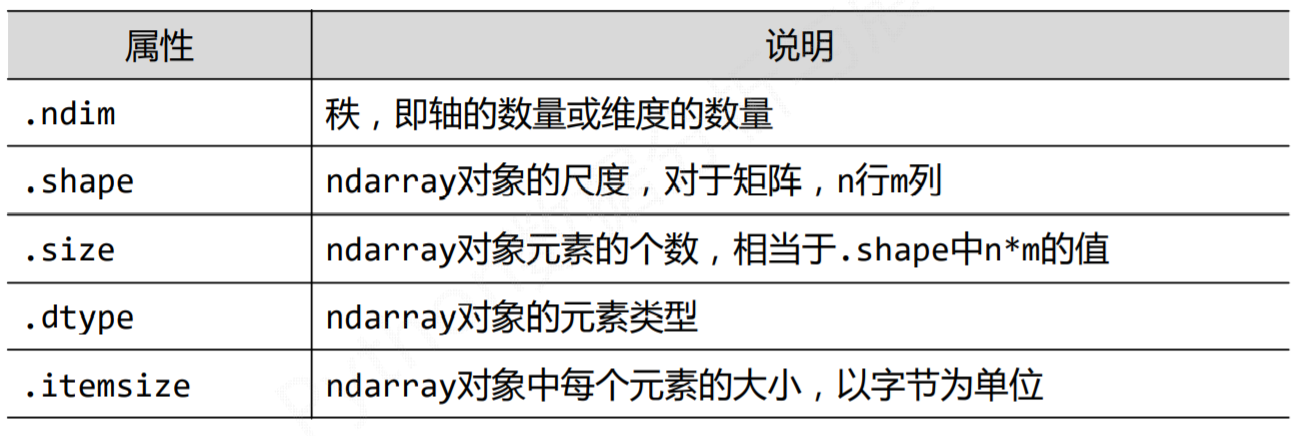 属性 说明
.ndim 秩，即轴的数量或维度的数量
.shape ndarray对象的尺度，对于矩阵，n行m列
.size ndarray对象元素的个数，相当于.shape中n*m的值
.dtype ndarray对象的元素类型
.itemsize ndarray对象中每个元素的大小，以字节为单位